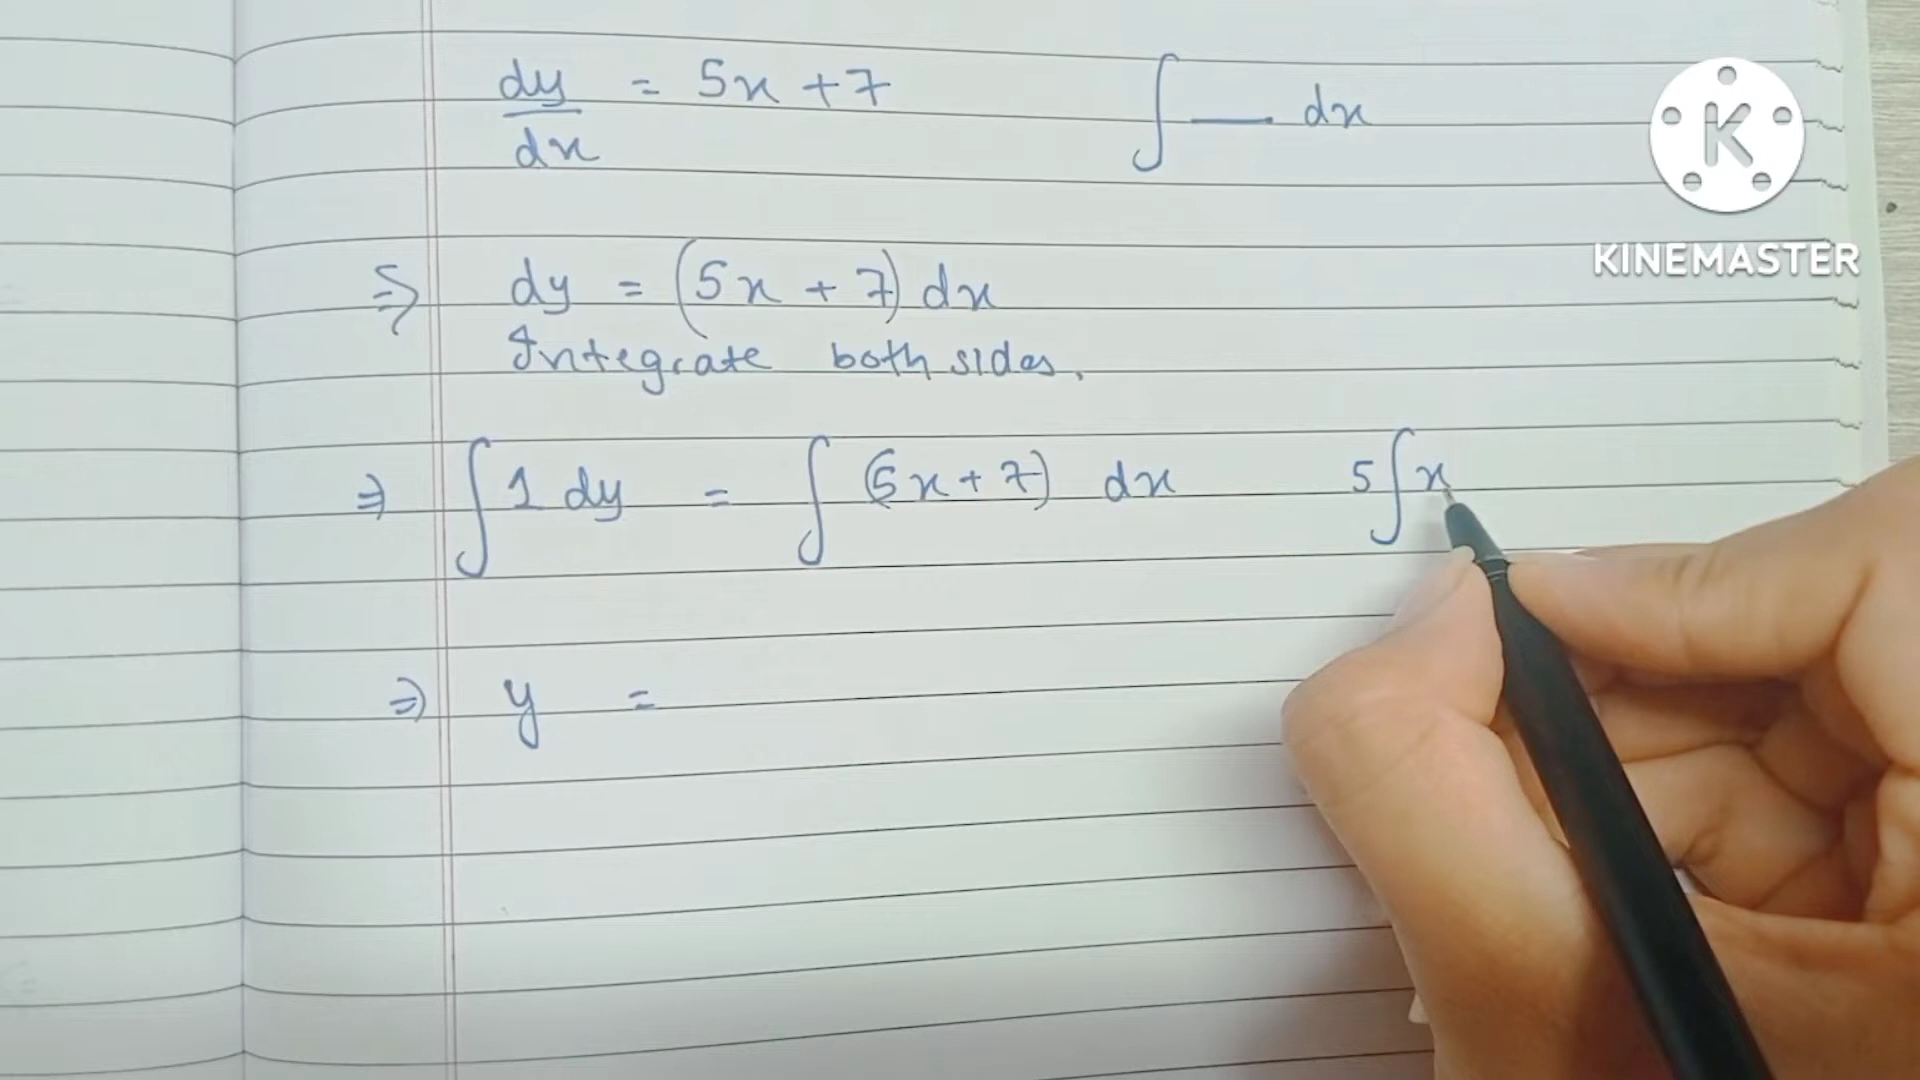 dy/dx = 5x + 7
∫ — dx
K
KINEMASTER
⇒ dy = (5x + 7) dx
Integrate both sides,
⇒ ∫ 1 dy = ∫ (5x + 7) dx
5 ∫ x
⇒ y =